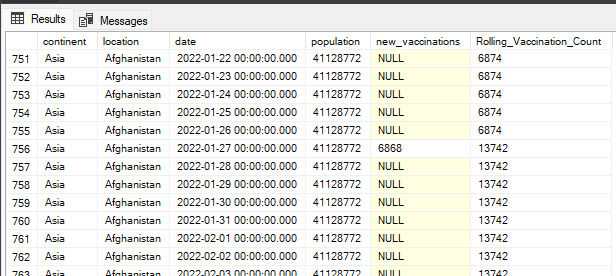 Results Messages
continent location date population new_vaccinations Rolling_Vaccination_Count
751 Asia Afghanistan 2022-01-22 00:00:00.000 41128772 NULL 6874
752 Asia Afghanistan 2022-01-23 00:00:00.000 41128772 NULL 6874
753 Asia Afghanistan 2022-01-24 00:00:00.000 41128772 NULL 6874
754 Asia Afghanistan 2022-01-25 00:00:00.000 41128772 NULL 6874
755 Asia Afghanistan 2022-01-26 00:00:00.000 41128772 NULL 6874
756 Asia Afghanistan 2022-01-27 00:00:00.000 41128772 6868 13742
757 Asia Afghanistan 2022-01-28 00:00:00.000 41128772 NULL 13742
758 Asia Afghanistan 2022-01-29 00:00:00.000 41128772 NULL 13742
759 Asia Afghanistan 2022-01-30 00:00:00.000 41128772 NULL 13742
760 Asia Afghanistan 2022-01-31 00:00:00.000 41128772 NULL 13742
761 Asia Afghanistan 2022-02-01 00:00:00.000 41128772 NULL 13742
762 Asia Afghanistan 2022-02-02 00:00:00.000 41128772 NULL 13742
763 Asia Afghanistan 2022-02-03 00:00:00.000 41128772 NULL 13742